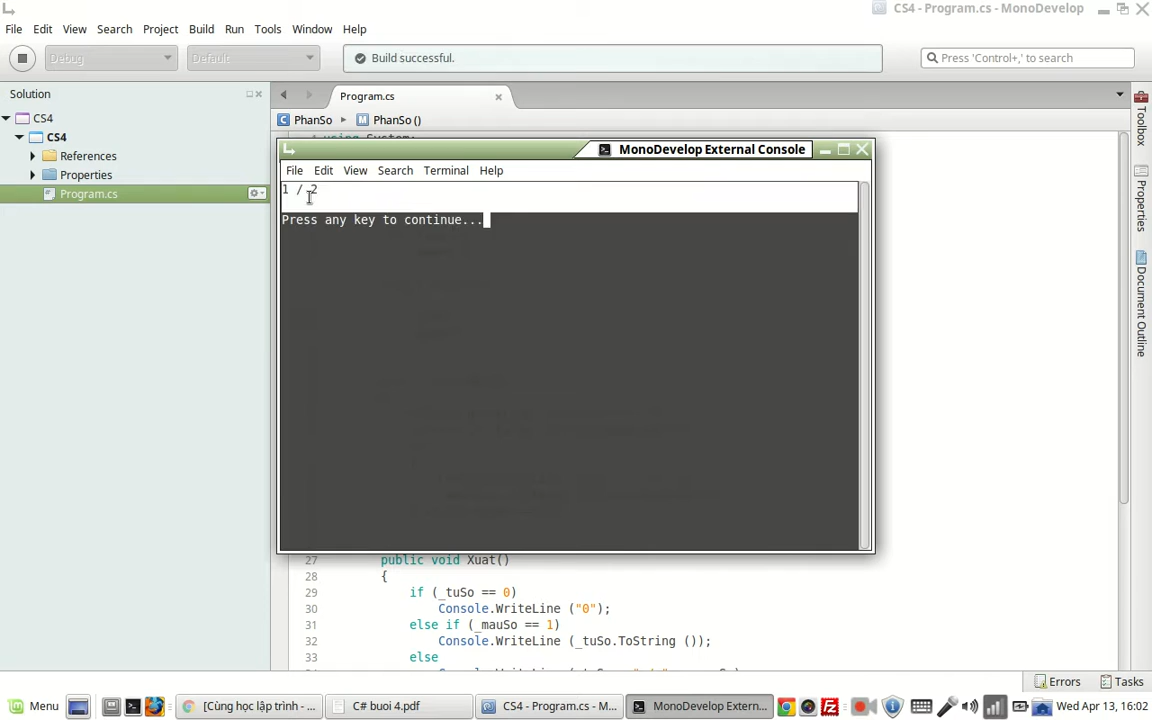 CS4 - Program.cs - MonoDevelop
File Edit View Search Project Build Run Tools Window Help
Debug Default Build successful. Press 'Control+,' to search
Solution
Program.cs
PhanSo PhanSo ()
CS4
CS4
References
Properties
Program.cs
MonoDevelop External Console
File Edit View Search Terminal Help
1 / 2
Press any key to continue...
27 public void Xuat()
28 {
29 if (_tuSo == 0)
30 Console.WriteLine ("0");
31 else if (_mauSo == 1)
32 Console.WriteLine (_tuSo.ToString ());
33 else
Toolbox
Properties
Document Outline
Errors Tasks
Menu [Cùng học lập trình - ... C# buoi 4.pdf CS4 - Program.cs - M... MonoDevelop Extern... Wed Apr 13, 16:02